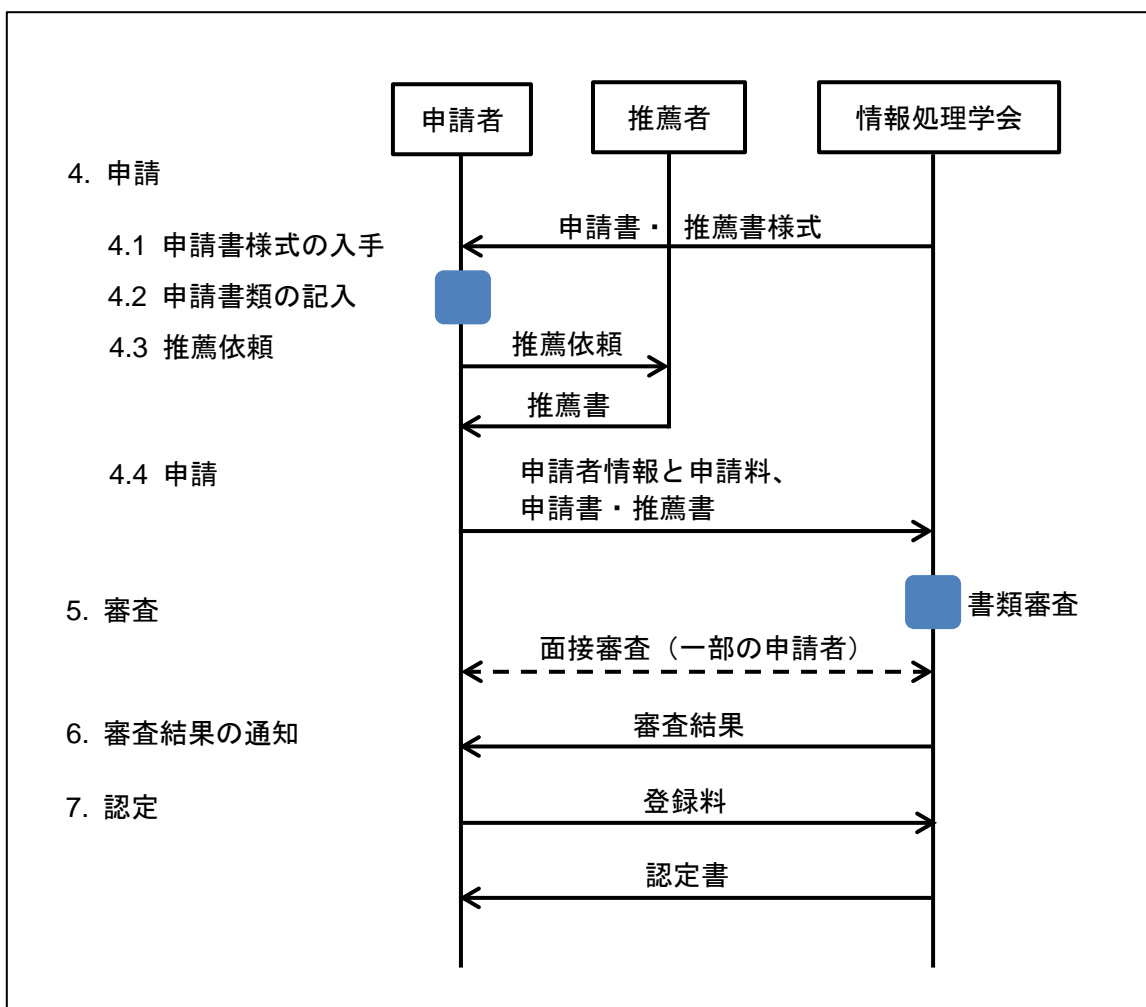 申請者
推薦者
情報処理学会
4. 申請
申請書・ 推薦書様式
4.1 申請書様式の入手
4.2 申請書類の記入
推薦依頼
4.3 推薦依頼
推薦書
4.4 申請
申請者情報と申請料、
申請書・推薦書
書類審査
5. 審査
面接審査（一部の申請者）
審査結果
6. 審査結果の通知
登録料
7. 認定
認定書